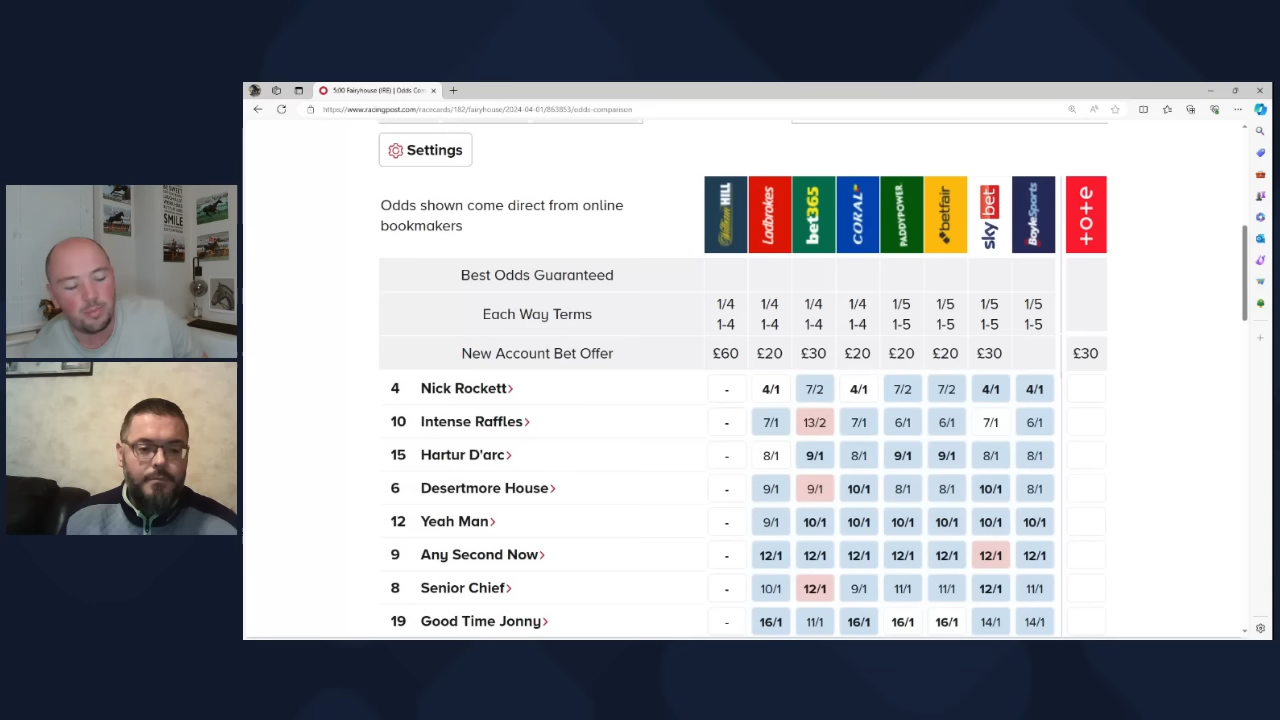 5:00 Fairyhouse (IRE) | Odds Com
https://www.racingpost.com/racecards/182/fairyhouse/2024-04-01/863853/odds-comparison
Settings
Odds shown come direct from online
bookmakers
William HILL Ladbrokes bet365 CORAL PADDYPOWER betfair sky bet BoyleSports tote
Best Odds Guaranteed
Each Way Terms 1/4 1/4 1/4 1/4 1/5 1/5 1/5 1/5
1-4 1-4 1-4 1-4 1-5 1-5 1-5 1-5
New Account Bet Offer £60 £20 £30 £20 £20 £20 £30 £30
4 Nick Rockett> - 4/1 7/2 4/1 7/2 7/2 4/1 4/1
10 Intense Raffles> - 7/1 13/2 7/1 6/1 6/1 7/1 6/1
15 Hartur D'arc> - 8/1 9/1 8/1 9/1 9/1 8/1 8/1
6 Desertmore House> - 9/1 9/1 10/1 8/1 8/1 10/1 8/1
12 Yeah Man> - 9/1 10/1 10/1 10/1 10/1 10/1 10/1
9 Any Second Now> - 12/1 12/1 12/1 12/1 12/1 12/1 12/1
8 Senior Chief> - 10/1 12/1 9/1 11/1 11/1 12/1 11/1
19 Good Time Jonny> - 16/1 11/1 16/1 16/1 16/1 14/1 14/1
SMILE